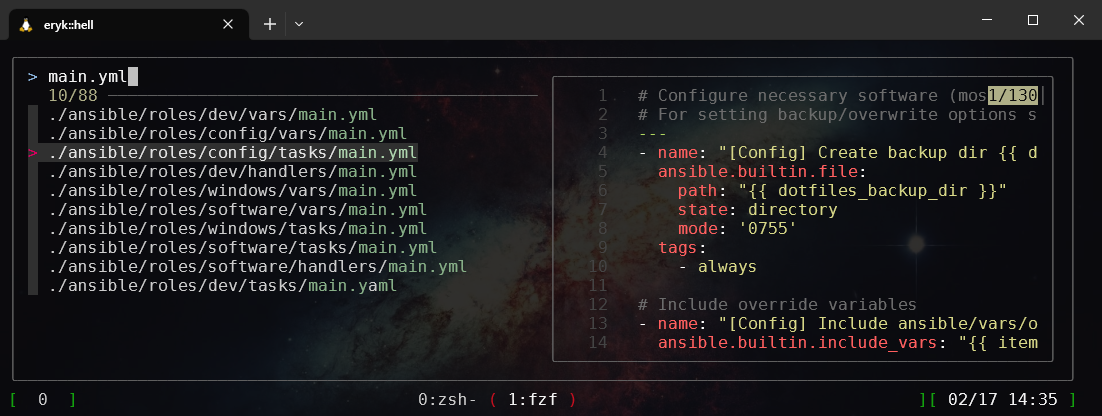 eryk::hell
> main.yml
10/88
./ansible/roles/dev/vars/main.yml
./ansible/roles/config/vars/main.yml
> ./ansible/roles/config/tasks/main.yml
./ansible/roles/dev/handlers/main.yml
./ansible/roles/windows/vars/main.yml
./ansible/roles/software/vars/main.yml
./ansible/roles/windows/tasks/main.yml
./ansible/roles/software/tasks/main.yml
./ansible/roles/software/handlers/main.yml
./ansible/roles/dev/tasks/main.yaml
1 # Configure necessary software (mos1/130
2 # For setting backup/overwrite options s
3 ---
4 - name: "[Config] Create backup dir {{ d
5   ansible.builtin.file:
6     path: "{{ dotfiles_backup_dir }}"
7     state: directory
8     mode: '0755'
9   tags:
10     - always
11
12 # Include override variables
13 - name: "[Config] Include ansible/vars/o
14   ansible.builtin.include_vars: "{{ item
[ 0 ] 0:zsh- ( 1:fzf ) ][ 02/17 14:35 ]